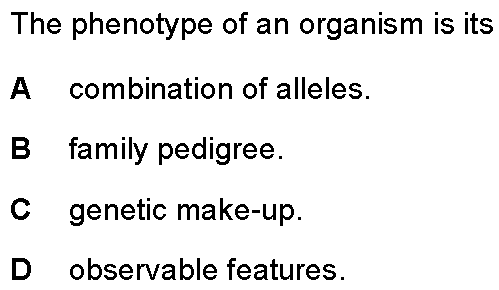 The phenotype of an organism is its
A combination of alleles.
B family pedigree.
C genetic make-up.
D observable features.